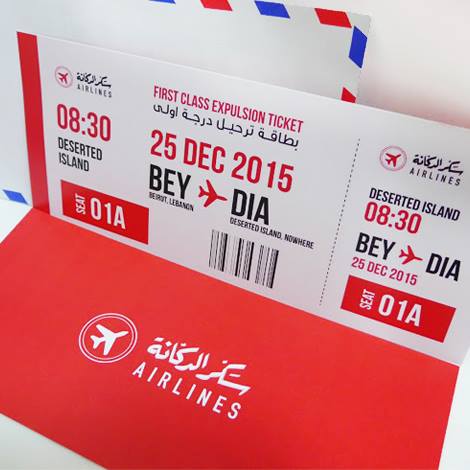 سكر الدكانة
AIRLINES
08:30
DESERTED
ISLAND
SEAT 01A
FIRST CLASS EXPULSION TICKET
بطاقة ترحيل درجة اولى
25 DEC 2015
BEY DIA
BEIRUT, LEBANON
DESERTED ISLAND, NOWHERE
سكر الدكانة
AIRLINES
DESERTED ISLAND
08:30
BEY DIA
25 DEC 2015
SEAT 01A
سكر الدكانة
AIRLINES